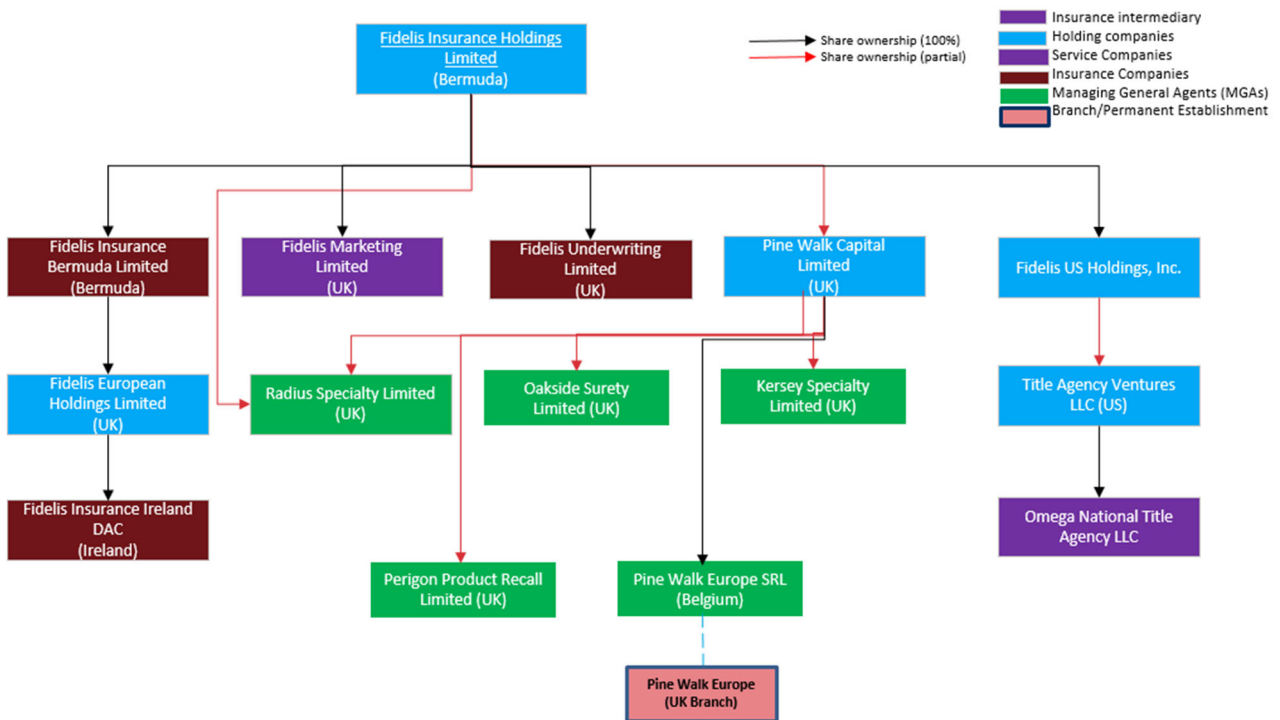 Fidelis Insurance Holdings
Limited
(Bermuda)
Share ownership (100%)
Share ownership (partial)
Insurance intermediary
Holding companies
Service Companies
Insurance Companies
Managing General Agents (MGAs)
Branch/Permanent Establishment
Fidelis Insurance
Bermuda Limited
(Bermuda)
Fidelis Marketing
Limited
(UK)
Fidelis Underwriting
Limited
(UK)
Pine Walk Capital
Limited
(UK)
Fidelis US Holdings, Inc.
Fidelis European
Holdings Limited
(UK)
Radius Specialty Limited
(UK)
Oakside Surety
Limited (UK)
Kersey Specialty
Limited (UK)
Title Agency Ventures
LLC (US)
Fidelis Insurance Ireland
DAC
(Ireland)
Omega National Title
Agency LLC
Perigon Product Recall
Limited (UK)
Pine Walk Europe SRL
(Belgium)
Pine Walk Europe
(UK Branch)